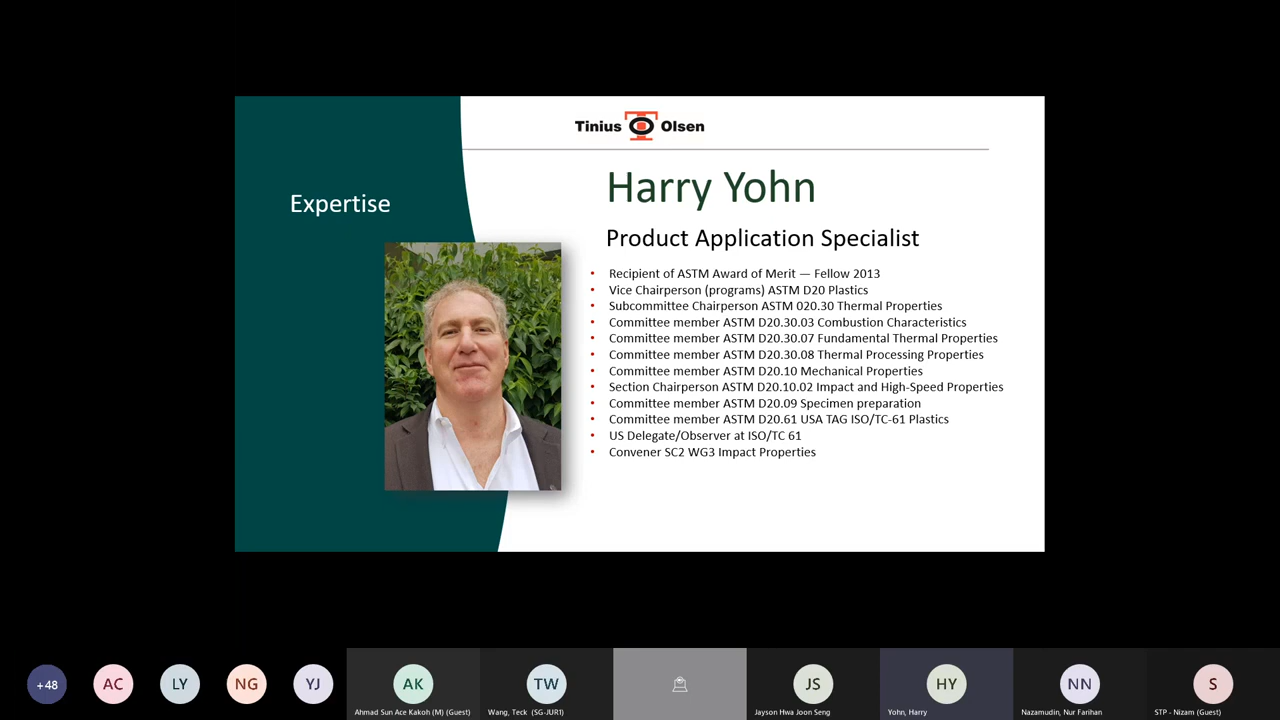 Tinius Olsen
Expertise
Harry Yohn
Product Application Specialist
• Recipient of ASTM Award of Merit — Fellow 2013
• Vice Chairperson (programs) ASTM D20 Plastics
• Subcommittee Chairperson ASTM 020.30 Thermal Properties
• Committee member ASTM D20.30.03 Combustion Characteristics
• Committee member ASTM D20.30.07 Fundamental Thermal Properties
• Committee member ASTM D20.30.08 Thermal Processing Properties
• Committee member ASTM D20.10 Mechanical Properties
• Section Chairperson ASTM D20.10.02 Impact and High-Speed Properties
• Committee member ASTM D20.09 Specimen preparation
• Committee member ASTM D20.61 USA TAG ISO/TC-61 Plastics
• US Delegate/Observer at ISO/TC 61
• Convener SC2 WG3 Impact Properties
+48 AC LY NG YJ AK TW JS HY NN S
Ahmad Sun Ace Kakoh (M) (Guest) Wang, Teck (SG-JUR1) Jayson Hwa Joon Seng Yohn, Harry Nazamudin, Nur Farihan STP - Nizam (Guest)